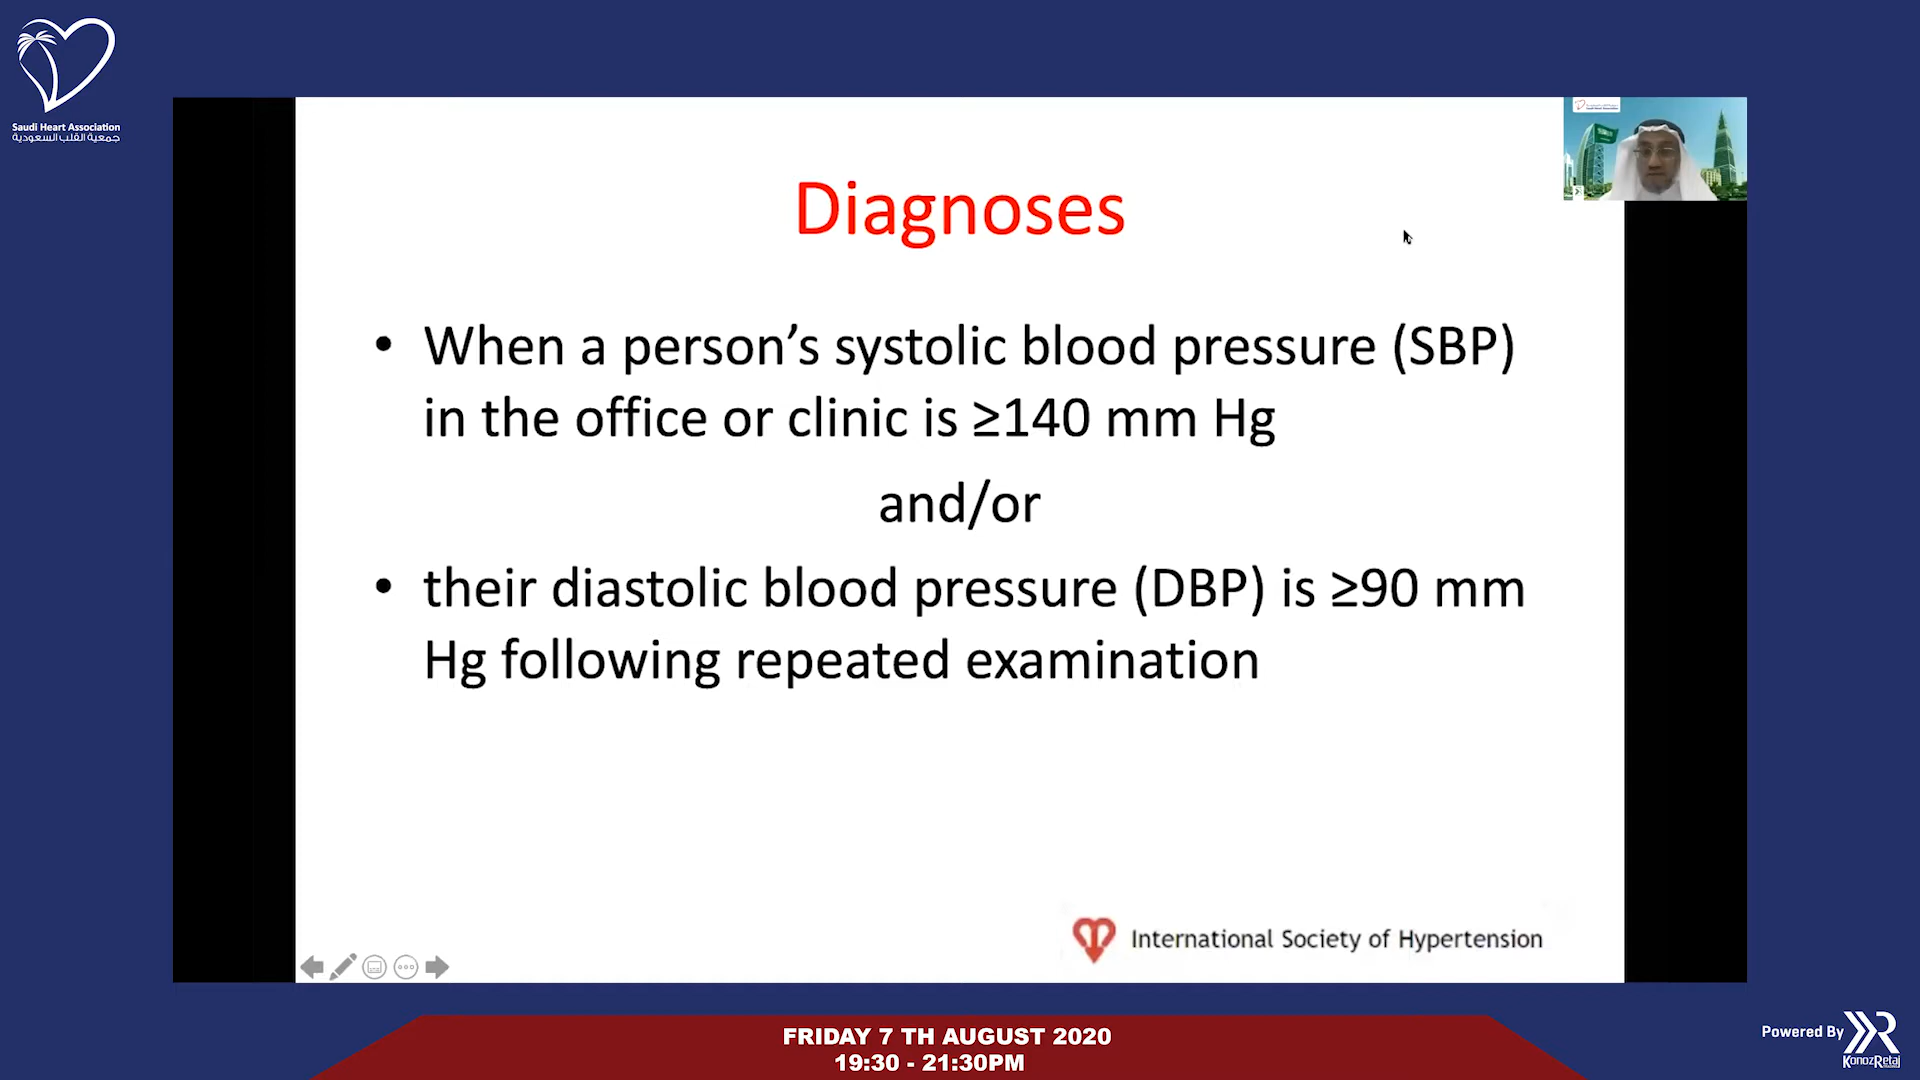 Saudi Heart Association
جمعية القلب السعودية
Diagnoses
• When a person’s systolic blood pressure (SBP)
in the office or clinic is ≥140 mm Hg
and/or
• their diastolic blood pressure (DBP) is ≥90 mm
Hg following repeated examination
International Society of Hypertension
FRIDAY 7 TH AUGUST 2020
19:30 - 21:30PM
Powered By
KonozRetaj